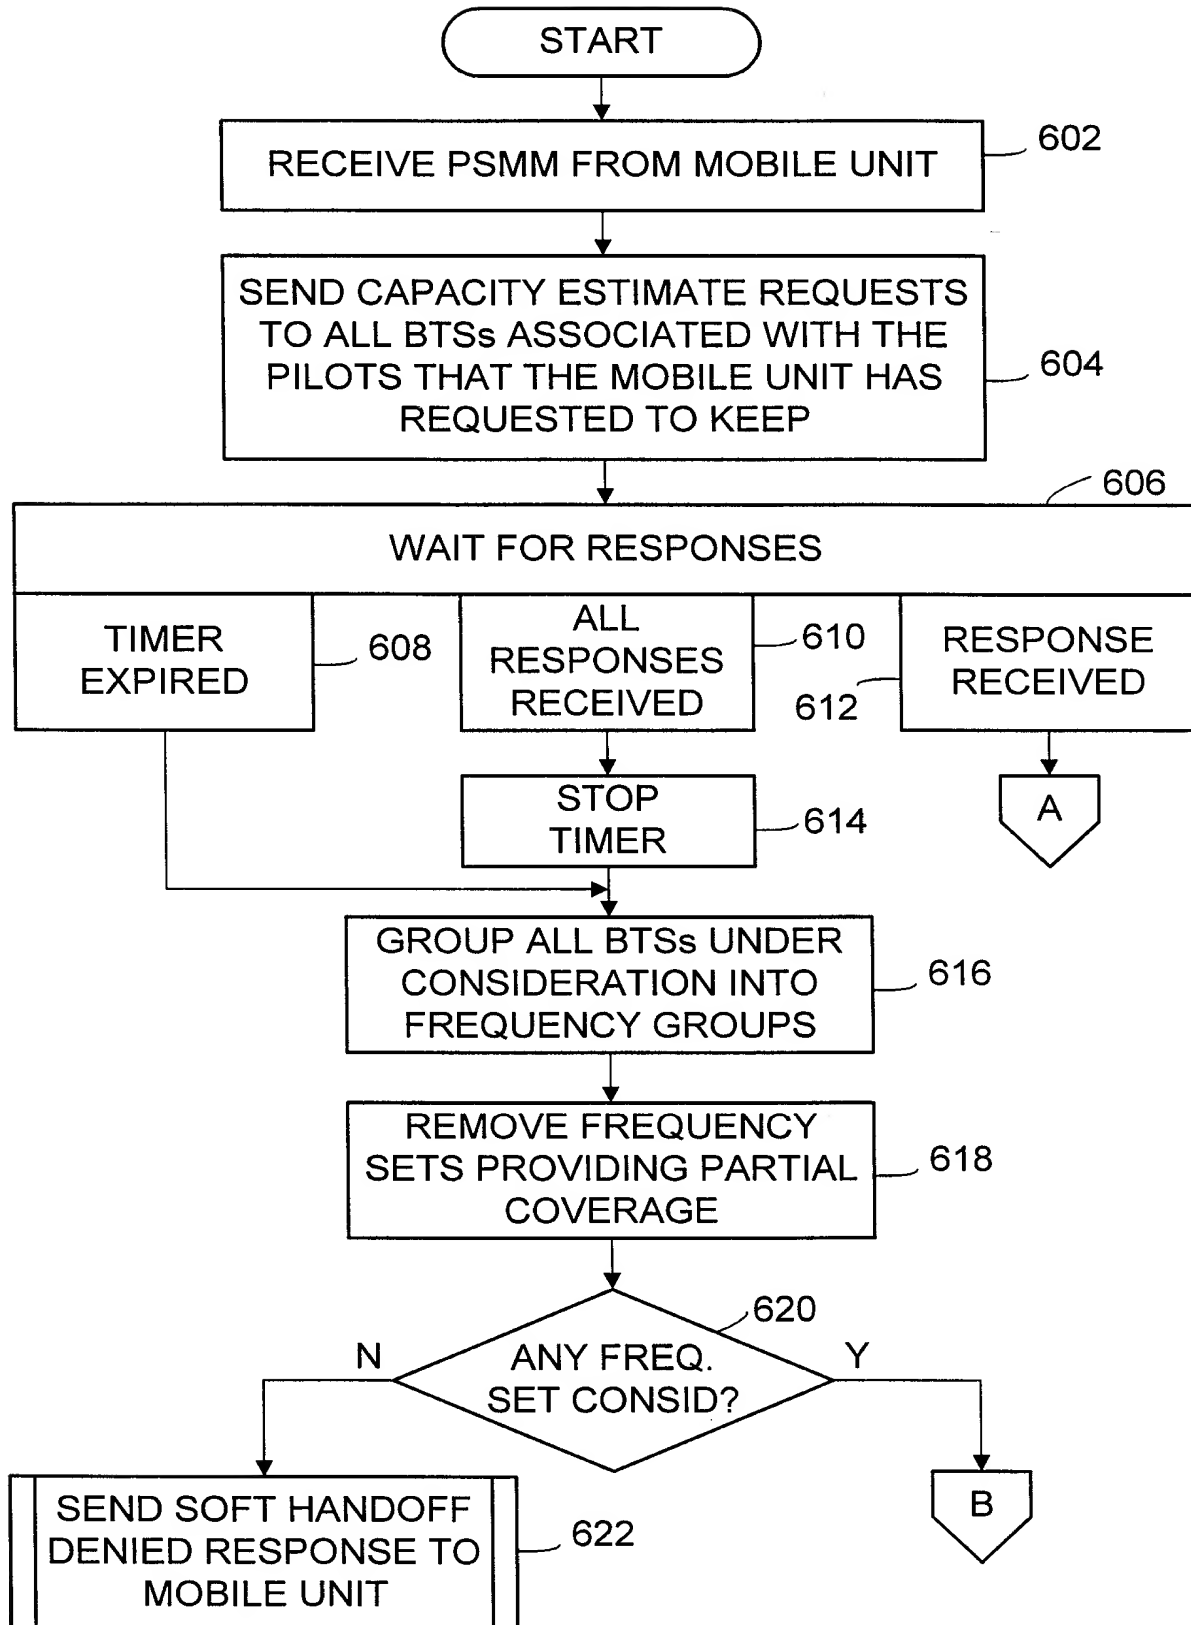 START
RECEIVE PSMM FROM MOBILE UNIT
602
SEND CAPACITY ESTIMATE REQUESTS
TO ALL BTSs ASSOCIATED WITH THE
PILOTS THAT THE MOBILE UNIT HAS
REQUESTED TO KEEP
604
606
WAIT FOR RESPONSES
TIMER
EXPIRED
608
ALL
RESPONSES
RECEIVED
610
612
RESPONSE
RECEIVED
STOP
TIMER
614
A
GROUP ALL BTSs UNDER
CONSIDERATION INTO
FREQUENCY GROUPS
616
REMOVE FREQUENCY
SETS PROVIDING PARTIAL
COVERAGE
618
620
ANY FREQ.
SET CONSID?
N
Y
SEND SOFT HANDOFF
DENIED RESPONSE TO
MOBILE UNIT
622
B